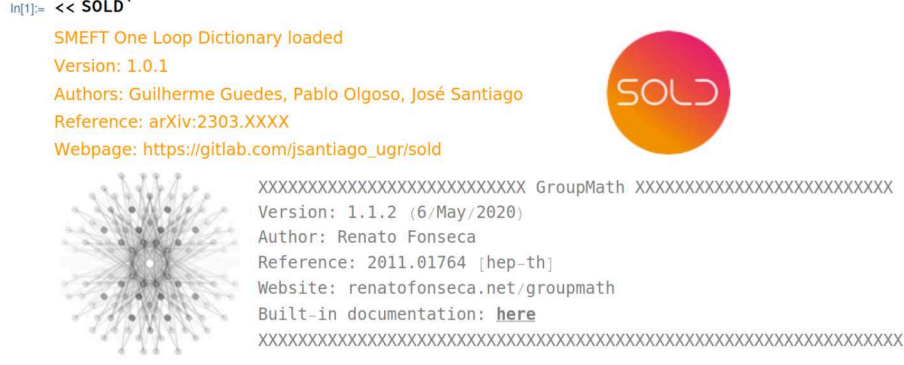 In[1]:= << SOLD`
SMEFT One Loop Dictionary loaded
Version: 1.0.1
Authors: Guilherme Guedes, Pablo Olgoso, José Santiago
Reference: arXiv:2303.XXXX
Webpage: https://gitlab.com/jsantiago_ugr/sold
SOLD
XXXXXXXXXXXXXXXXXXXXXXXXXXX GroupMath XXXXXXXXXXXXXXXXXXXXXXXXXX
Version: 1.1.2 (6/May/2020)
Author: Renato Fonseca
Reference: 2011.01764 [hep-th]
Website: renatofonseca.net/groupmath
Built-in documentation: here
XXXXXXXXXXXXXXXXXXXXXXXXXXXXXXXXXXXXXXXXXXXXXXXXXXXXXXXXXXXXXXXXX